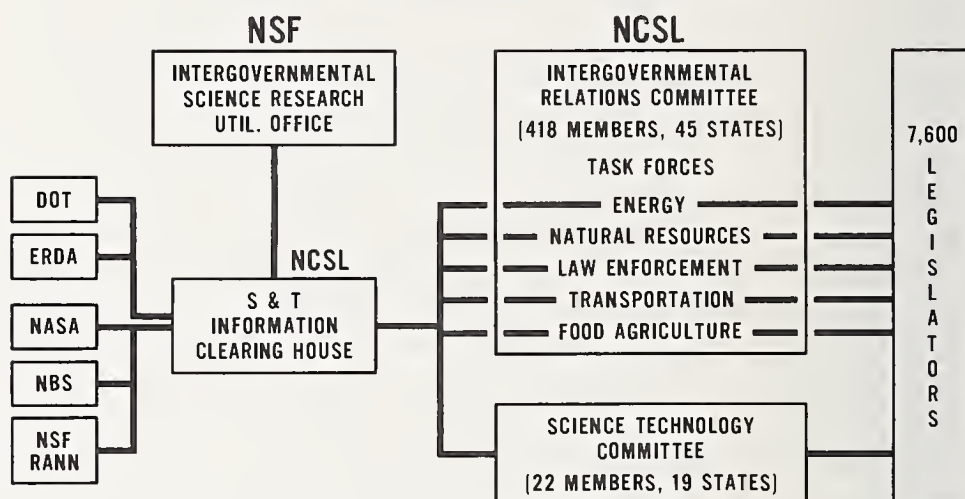 NSF
INTERGOVERNMENTAL
SCIENCE RESEARCH
UTIL. OFFICE
NCSL
INTERGOVERNMENTAL
RELATIONS COMMITTEE
(418 MEMBERS, 45 STATES)
TASK FORCES
ENERGY
NATURAL RESOURCES
LAW ENFORCEMENT
TRANSPORTATION
FOOD AGRICULTURE
7,600
LEGISLATORS
DOT
ERDA
NASA
NBS
NSF
RANN
NCSL
S & T
INFORMATION
CLEARING HOUSE
SCIENCE TECHNOLOGY
COMMITTEE
(22 MEMBERS, 19 STATES)